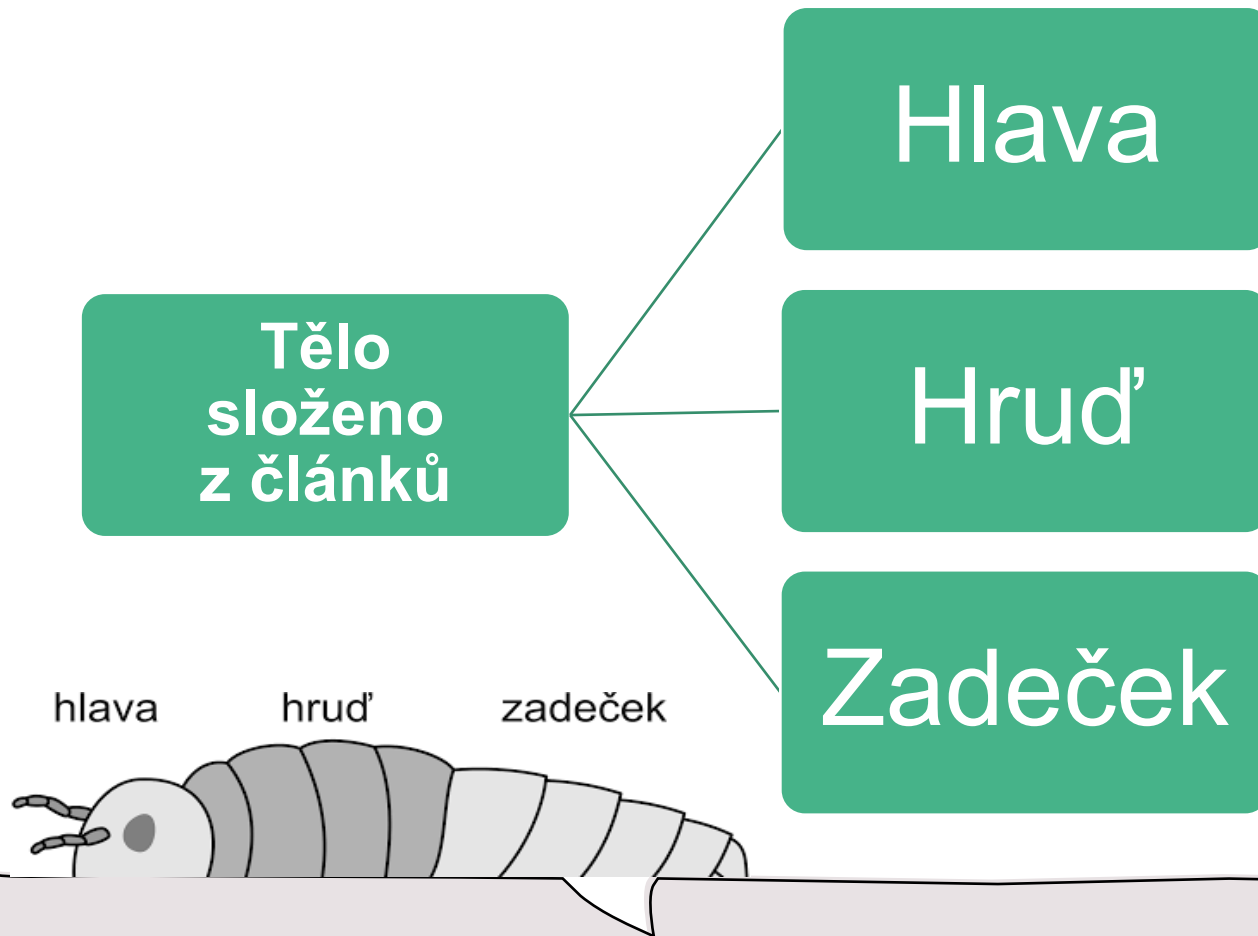 Tělo
složeno
z článků
Hlava
Hruď
Zadeček
hlava hruď zadeček